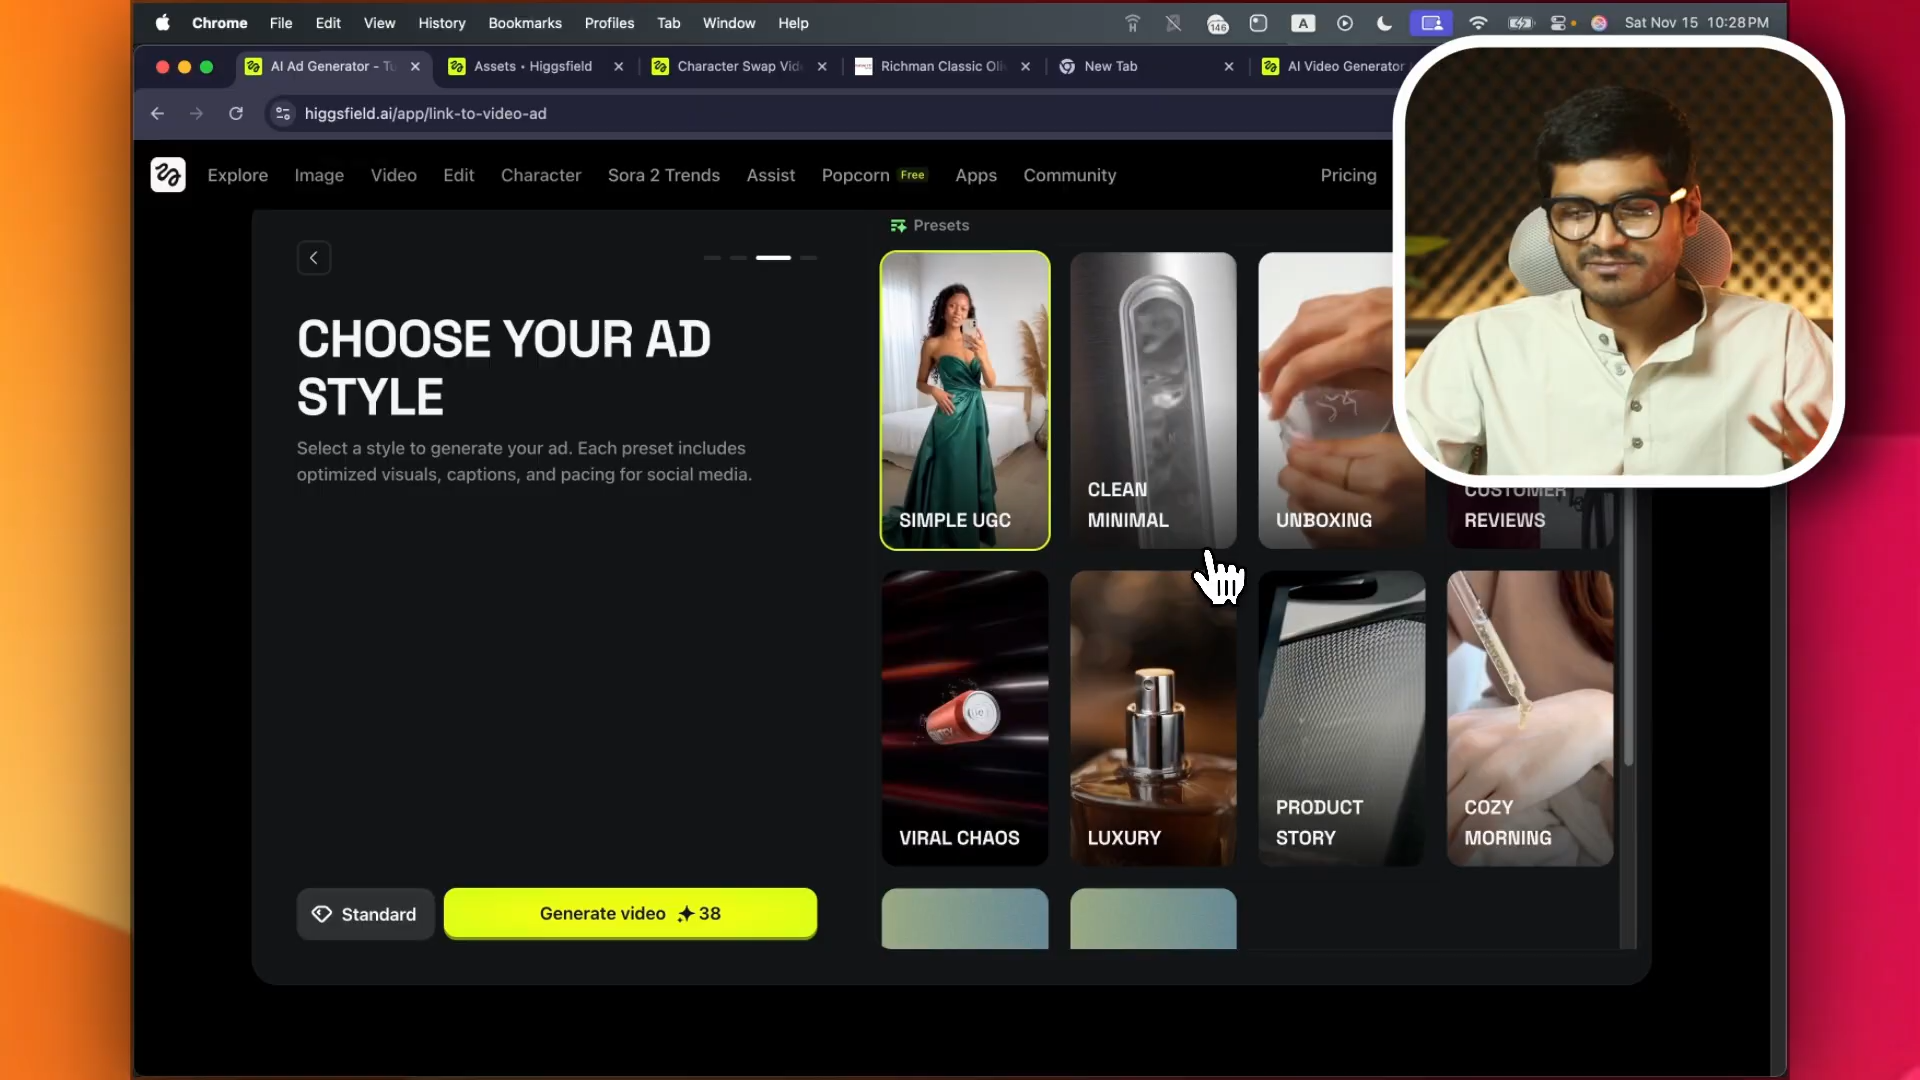 Chrome File Edit View History Bookmarks Profiles Tab Window Help
146
A
Sat Nov 15 10:28 PM
AI Ad Generator - Tu
Assets • Higgsfield
Character Swap Vid
Richman Classic Oli
New Tab
AI Video Generator
higgsfield.ai/app/link-to-video-ad
Explore Image Video Edit Character Sora 2 Trends Assist Popcorn Free Apps Community Pricing
CHOOSE YOUR AD
STYLE
Select a style to generate your ad. Each preset includes
optimized visuals, captions, and pacing for social media.
Standard
Generate video 38
Presets
SIMPLE UGC
CLEAN
MINIMAL
UNBOXING
CUSTOMER
REVIEWS
VIRAL CHAOS
LUXURY
PRODUCT
STORY
COZY
MORNING